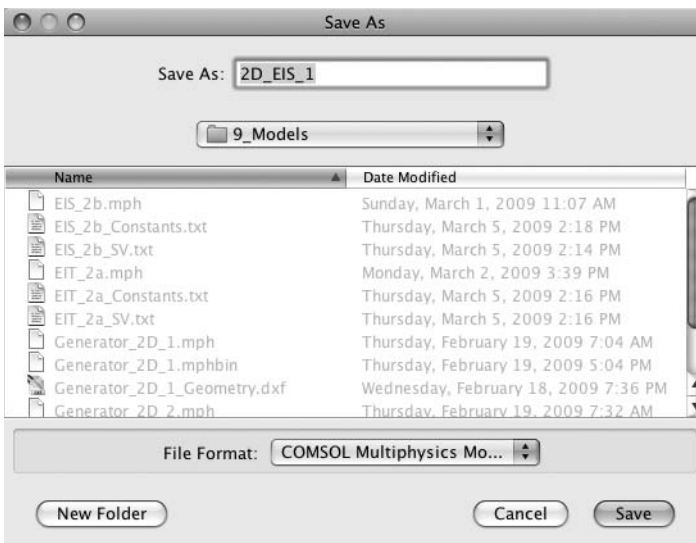 Save As
Save As: 2D_EIS_1
9_Models
Name Date Modified
EIS_2b.mph Sunday, March 1, 2009 11:07 AM
EIS_2b_Constants.txt Thursday, March 5, 2009 2:18 PM
EIS_2b_SV.txt Thursday, March 5, 2009 2:14 PM
EIT_2a.mph Monday, March 2, 2009 3:39 PM
EIT_2a_Constants.txt Thursday, March 5, 2009 2:16 PM
EIT_2a_SV.txt Thursday, March 5, 2009 2:16 PM
Generator_2D_1.mph Thursday, February 19, 2009 7:04 AM
Generator_2D_1.mphbin Thursday, February 19, 2009 5:04 PM
Generator_2D_1_Geometry.dxf Wednesday, February 18, 2009 7:36 PM
Generator_2D_2.mph Thursday, February 19, 2009 7:32 AM
File Format: COMSOL Multiphysics Mo...
New Folder Cancel Save